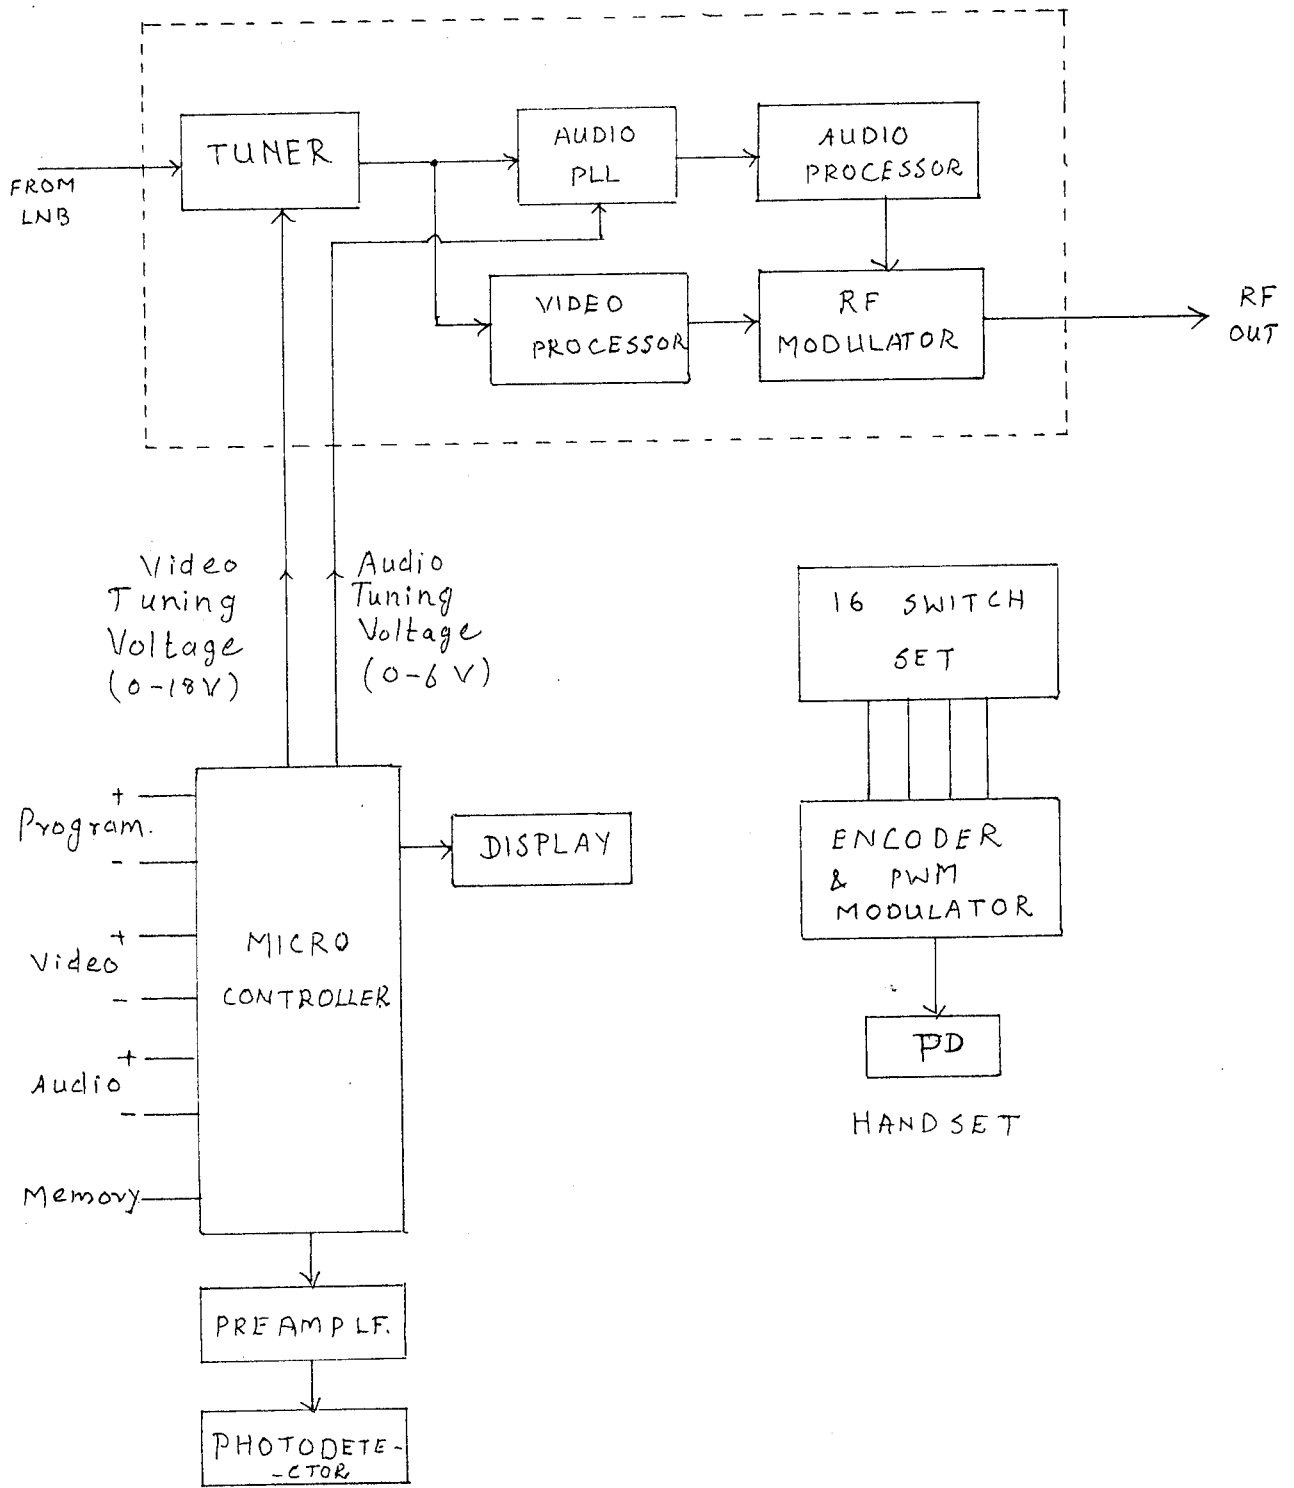 TUNER
AUDIO
PLL
AUDIO
PROCESSOR
FROM
LNB
VIDEO
PROCESSOR
RF
MODULATOR
RF
OUT
Video
Tuning
Voltage
(0-18V)
Audio
Tuning
Voltage
(0-6V)
16 SWITCH
SET
+
Program.
-
DISPLAY
ENCODER
& PWM
MODULATOR
+
Video
-
MICRO
CONTROLLER
+
Audio
-
PD
HANDSET
Memory
PREAMPLF.
PHOTODETE-
-CTOR